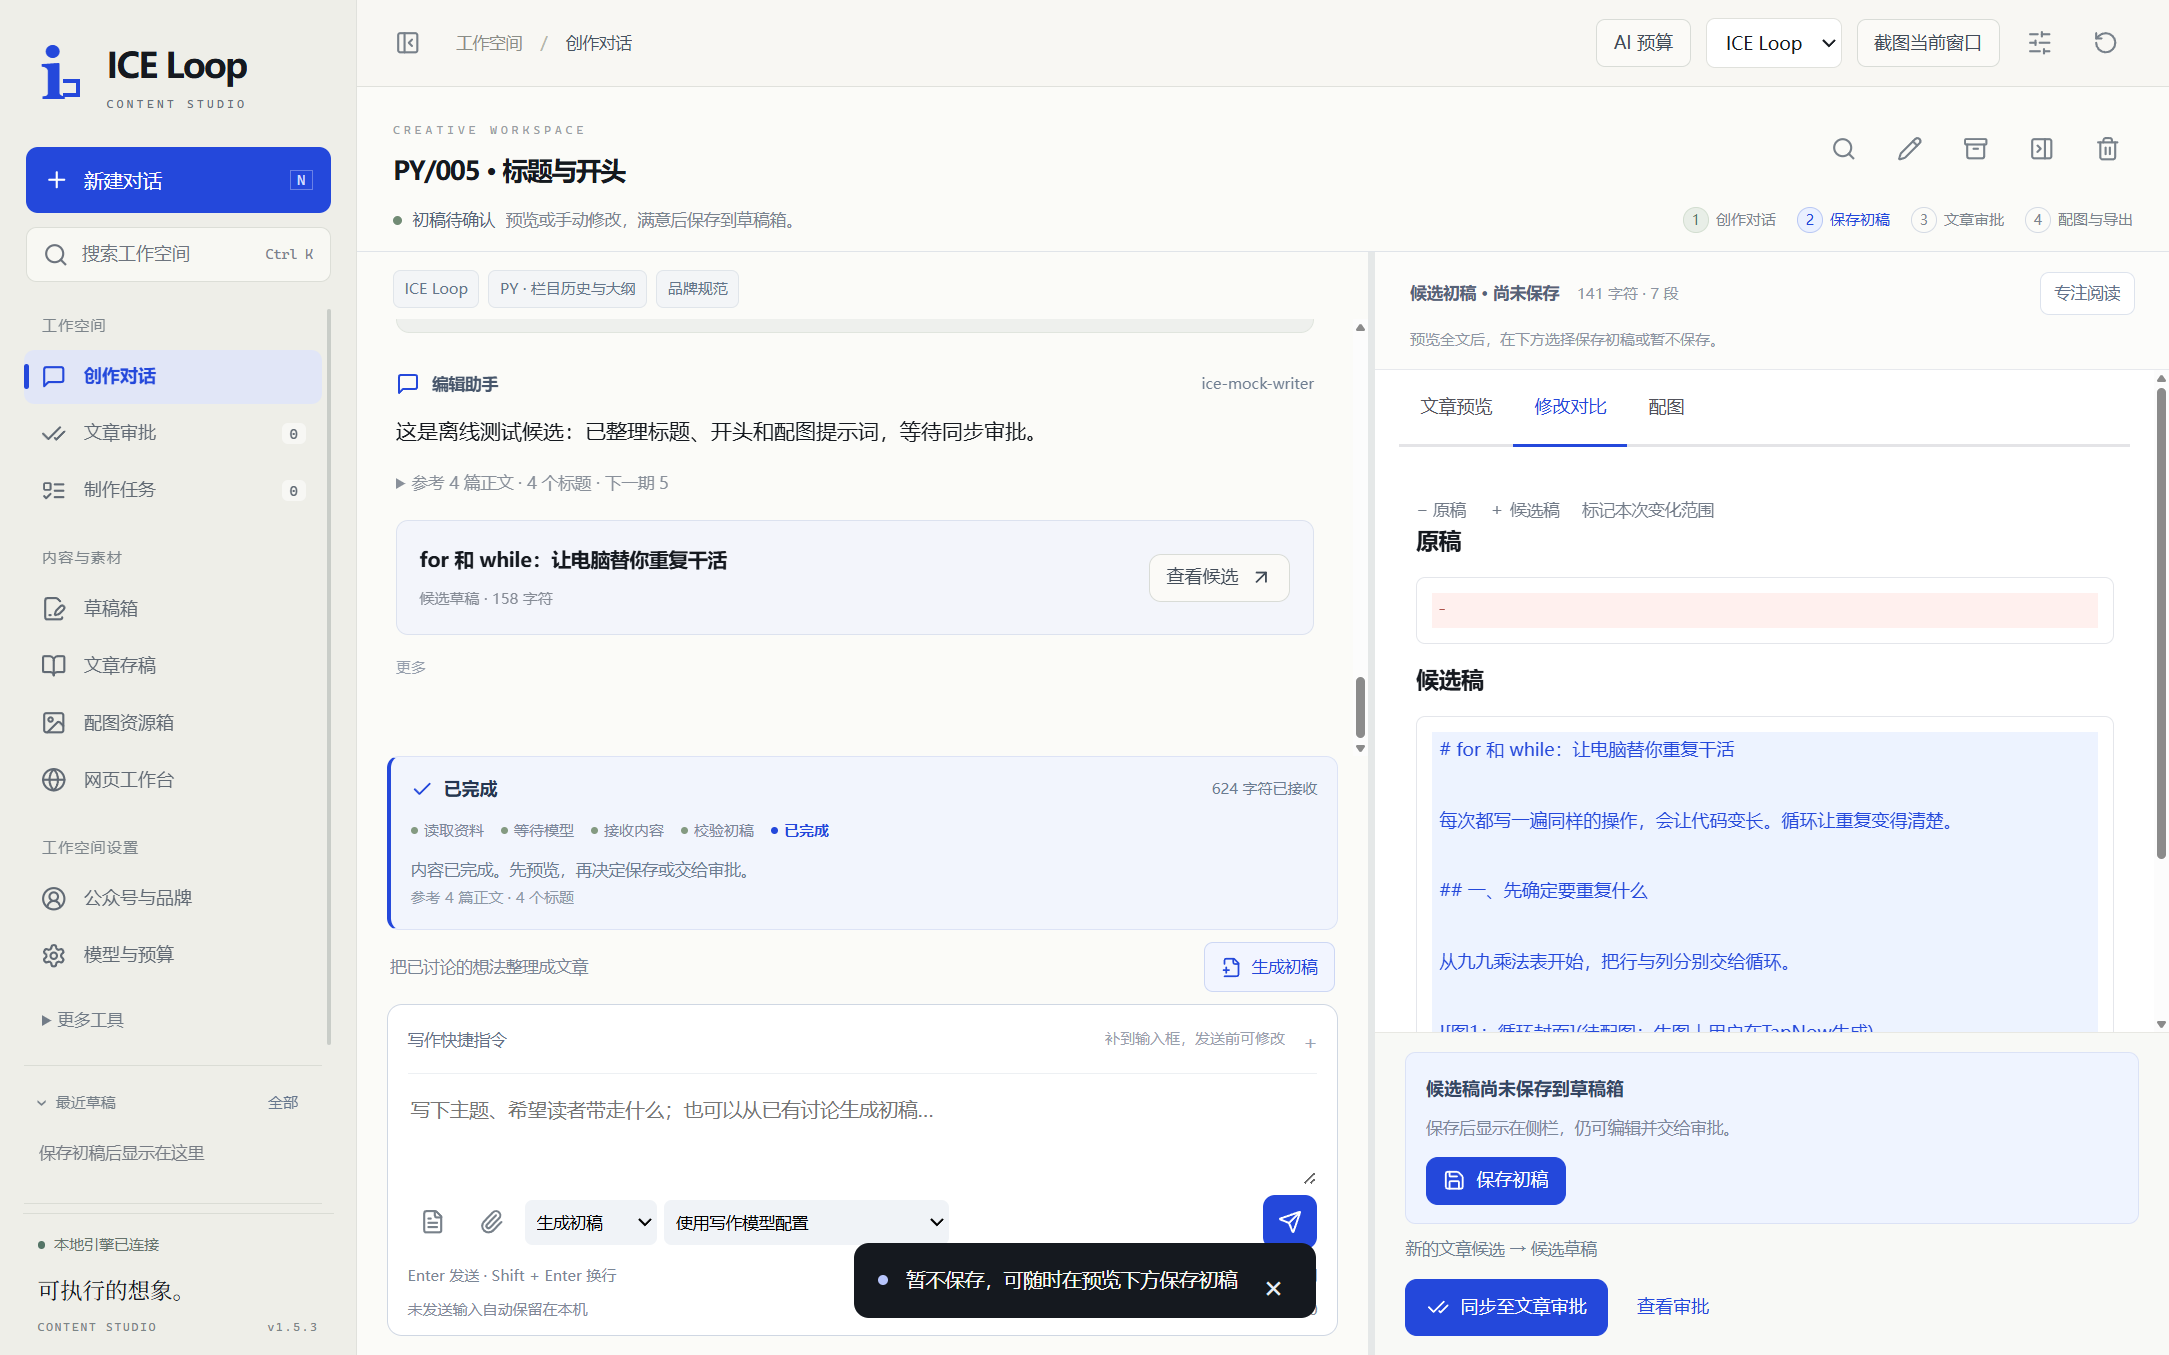 ICE Loop
CONTENT STUDIO
新建对话 N
搜索工作空间 Ctrl K
工作空间
创作对话
文章审批 0
制作任务 0
内容与素材
草稿箱
文章存稿
配图资源箱
网页工作台
工作空间设置
公众号与品牌
模型与预算
更多工具
最近草稿 全部
保存初稿后显示在这里
本地引擎已连接
可执行的想象。
CONTENT STUDIO v1.5.3
工作空间 / 创作对话
AI 预算 ICE Loop 截图当前窗口
CREATIVE WORKSPACE
PY/005 • 标题与开头
初稿待确认 预览或手动修改，满意后保存到草稿箱。
1 创作对话 2 保存初稿 3 文章审批 4 配图与导出
ICE Loop PY · 栏目历史与大纲 品牌规范
编辑助手 ice-mock-writer
这是离线测试候选：已整理标题、开头和配图提示词，等待同步审批。
参考 4 篇正文 · 4 个标题 · 下一期 5
for 和 while：让电脑替你重复干活
候选草稿 · 158 字符
查看候选
更多
已完成 624 字符已接收
读取资料 等待模型 接收内容 校验初稿 已完成
内容已完成。先预览，再决定保存或交给审批。
参考 4 篇正文 · 4 个标题
把已讨论的想法整理成文章 生成初稿
写作快捷指令 补到输入框，发送前可修改 +
写下主题、希望读者带走什么；也可以从已有讨论生成初稿...
生成初稿 使用写作模型配置
Enter 发送 · Shift + Enter 换行
未发送输入自动保留在本机
暂不保存，可随时在预览下方保存初稿
候选初稿 • 尚未保存 141 字符 · 7 段 专注阅读
预览全文后，在下方选择保存初稿或暂不保存。
文章预览 修改对比 配图
− 原稿 + 候选稿 标记本次变化范围
原稿
-
候选稿
# for 和 while：让电脑替你重复干活
每次都写一遍同样的操作，会让代码变长。循环让重复变得清楚。
## 一、先确定要重复什么
从九九乘法表开始，把行与列分别交给循环。
![图1：循环封面](待配图：生图丨用户在TapNow生成)
候选稿尚未保存到草稿箱
保存后显示在侧栏，仍可编辑并交给审批。
保存初稿
新的文章候选 → 候选草稿
同步至文章审批 查看审批